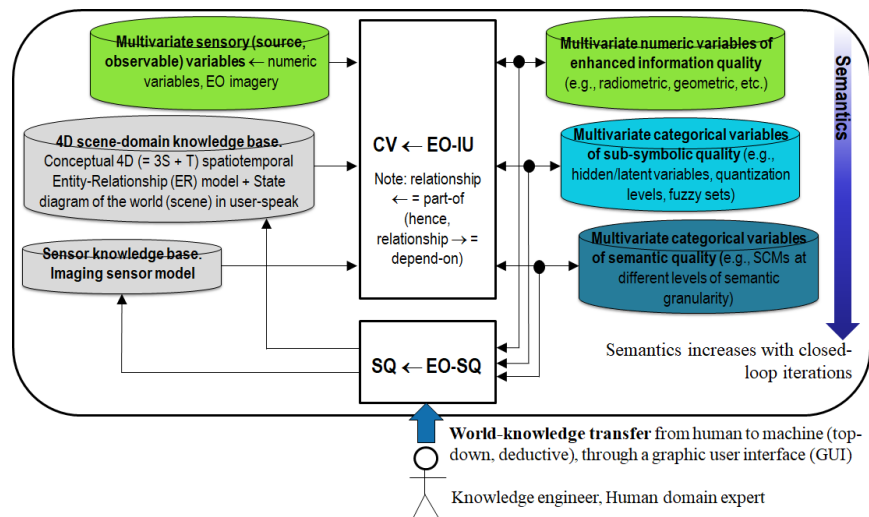 Multivariate sensory (source,
observable) variables ← numeric
variables, EO imagery
4D scene-domain knowledge base.
Conceptual 4D (= 3S + T) spatiotemporal
Entity-Relationship (ER) model + State
diagram of the world (scene) in user-speak
Sensor knowledge base.
Imaging sensor model
CV ← EO-IU
Note: relationship
← = part-of
(hence,
relationship → =
depend-on)
SQ ← EO-SQ
Multivariate numeric variables of
enhanced information quality
(e.g., radiometric, geometric, etc.)
Multivariate categorical variables
of sub-symbolic quality (e.g.,
hidden/latent variables, quantization
levels, fuzzy sets)
Multivariate categorical variables
of semantic quality (e.g., SCMs at
different levels of semantic
granularity)
Semantics
Semantics increases with closed-
loop iterations
World-knowledge transfer from human to machine (top-
down, deductive), through a graphic user interface (GUI)
Knowledge engineer, Human domain expert